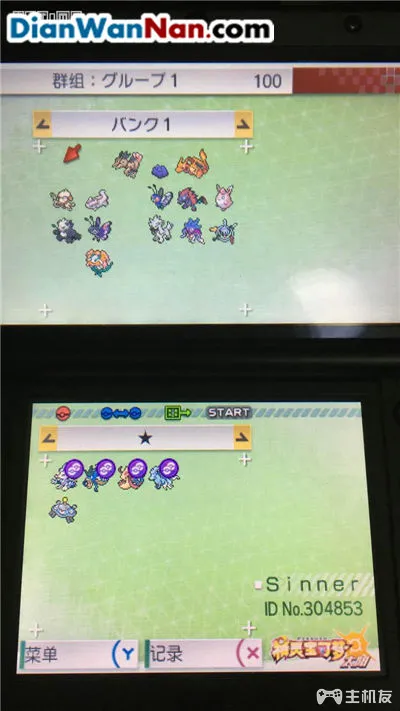 DianWanNan.com
群组：グループ1 100
バンク1
START
★
Sinner
ID No.304853
菜单 Y 记录 X
主机友